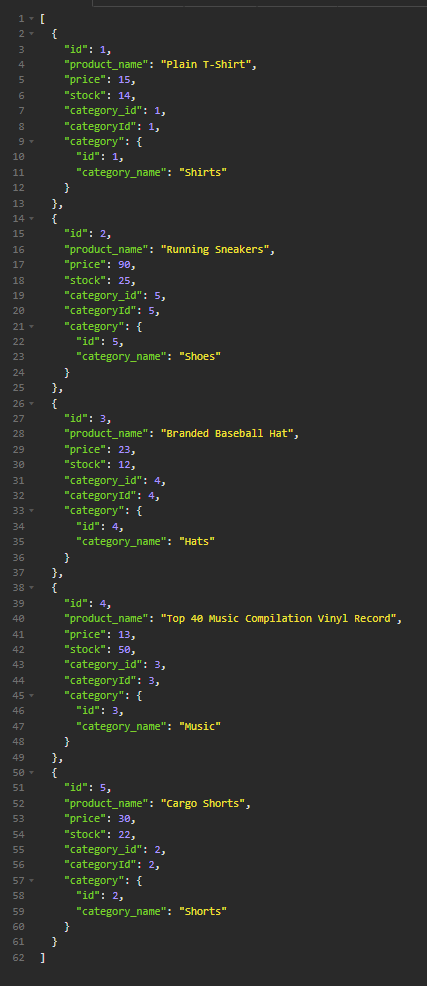 1 [
2 {
3 "id": 1,
4 "product_name": "Plain T-Shirt",
5 "price": 15,
6 "stock": 14,
7 "category_id": 1,
8 "categoryId": 1,
9 "category": {
10 "id": 1,
11 "category_name": "Shirts"
12 }
13 },
14 {
15 "id": 2,
16 "product_name": "Running Sneakers",
17 "price": 90,
18 "stock": 25,
19 "category_id": 5,
20 "categoryId": 5,
21 "category": {
22 "id": 5,
23 "category_name": "Shoes"
24 }
25 },
26 {
27 "id": 3,
28 "product_name": "Branded Baseball Hat",
29 "price": 23,
30 "stock": 12,
31 "category_id": 4,
32 "categoryId": 4,
33 "category": {
34 "id": 4,
35 "category_name": "Hats"
36 }
37 },
38 {
39 "id": 4,
40 "product_name": "Top 40 Music Compilation Vinyl Record",
41 "price": 13,
42 "stock": 50,
43 "category_id": 3,
44 "categoryId": 3,
45 "category": {
46 "id": 3,
47 "category_name": "Music"
48 }
49 },
50 {
51 "id": 5,
52 "product_name": "Cargo Shorts",
53 "price": 30,
54 "stock": 22,
55 "category_id": 2,
56 "categoryId": 2,
57 "category": {
58 "id": 2,
59 "category_name": "Shorts"
60 }
61 }
62 ]